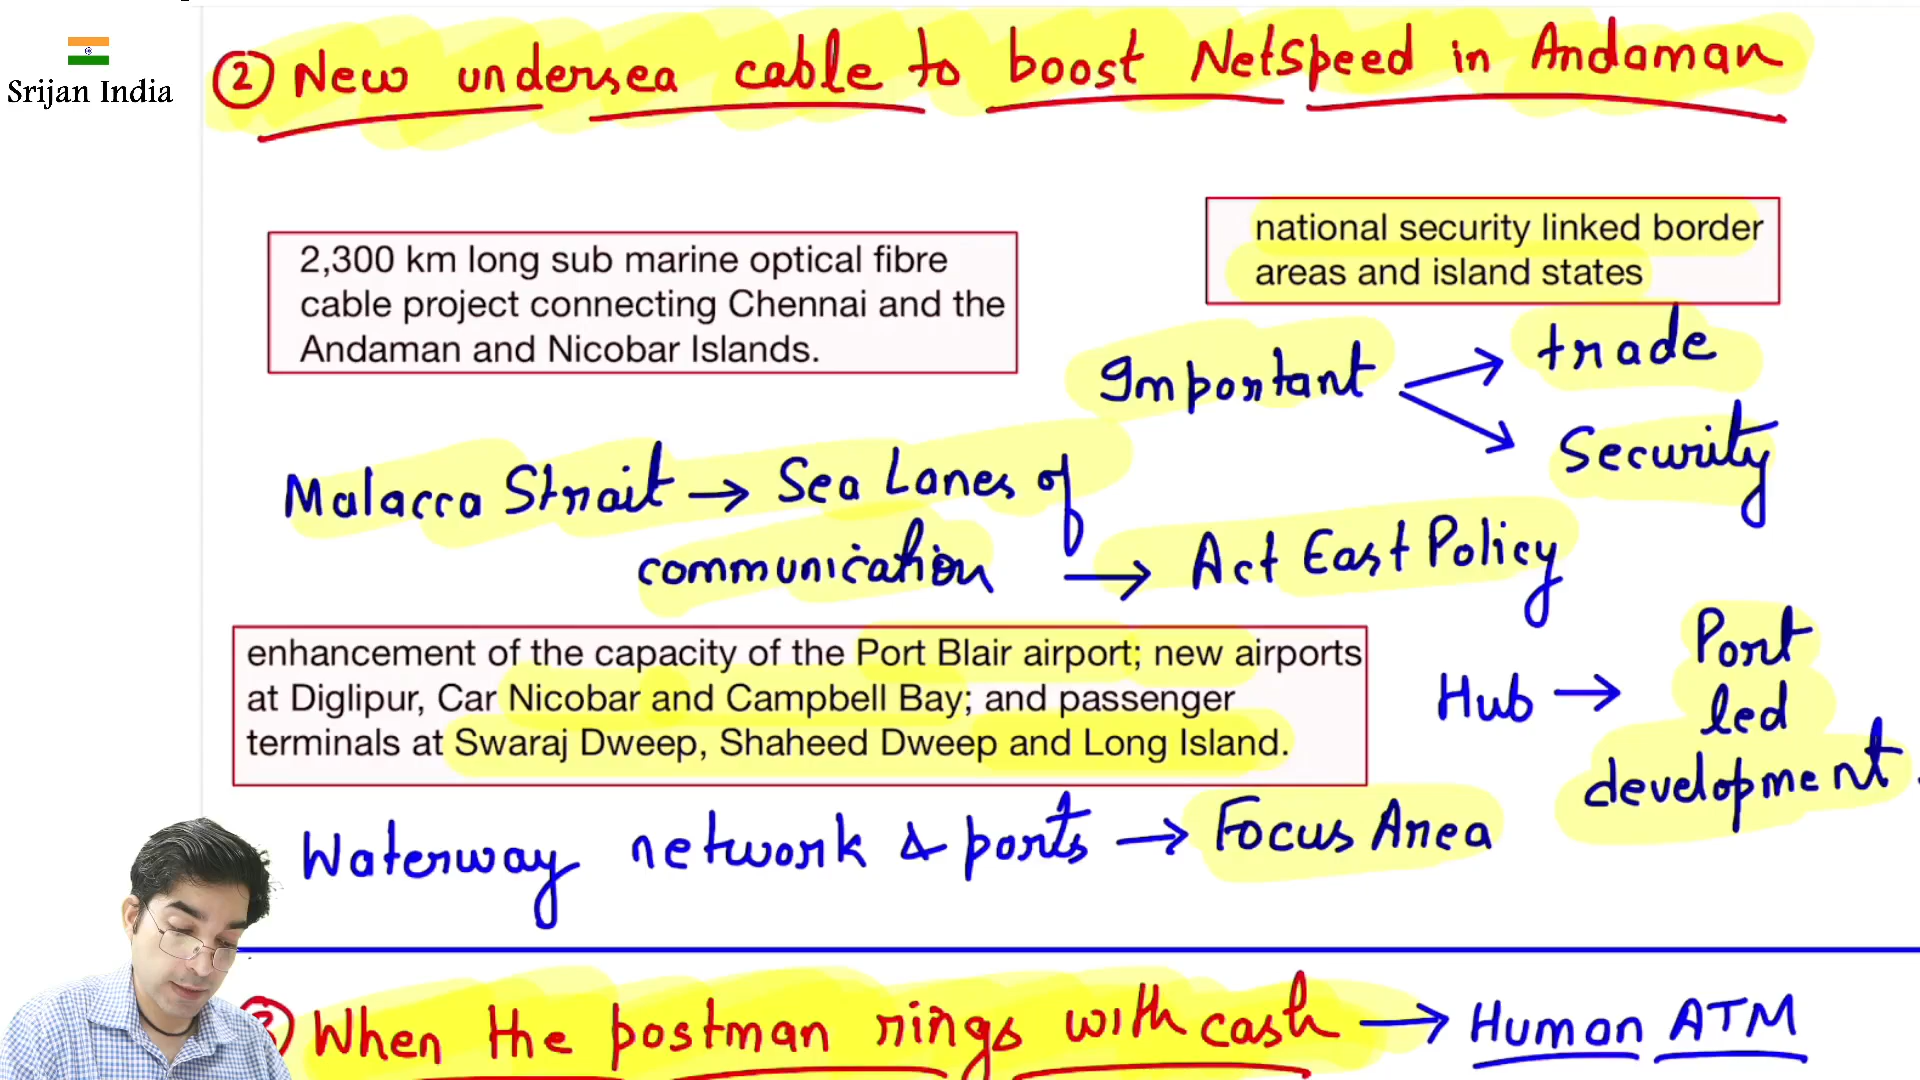 Srijan India
② New undersea cable to boost NetSpeed in Andaman
2,300 km long sub marine optical fibre
cable project connecting Chennai and the
Andaman and Nicobar Islands.
national security linked border
areas and island states
Important → trade
→ Security
Malacca Strait → Sea Lanes of
communication → Act East Policy
enhancement of the capacity of the Port Blair airport; new airports
at Diglipur, Car Nicobar and Campbell Bay; and passenger
terminals at Swaraj Dweep, Shaheed Dweep and Long Island.
Hub → Port
led
development.
Waterway network & ports → Focus Area
③ When the postman rings with cash → Human ATM